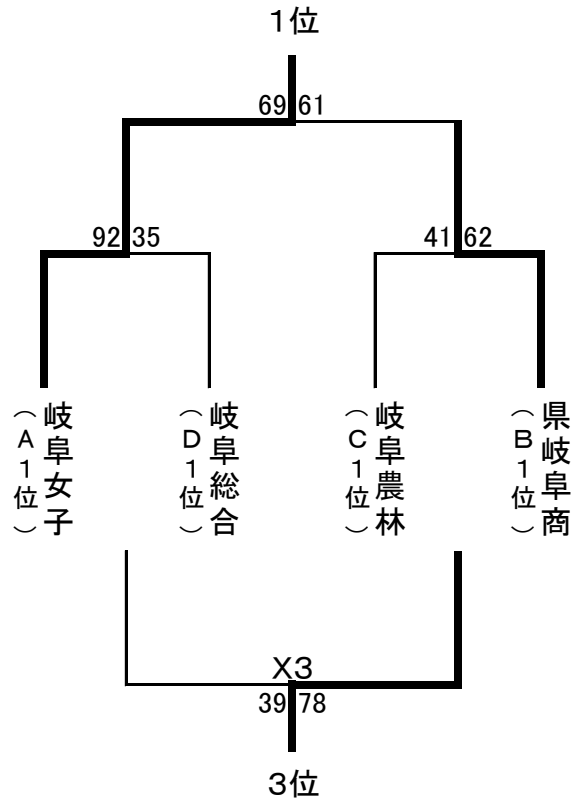 1位
69 61
92 35
41 62
岐阜女子
（A1位）
岐阜総合
（D1位）
岐阜農林
（C1位）
県岐阜商
（B1位）
X3
39 78
3位